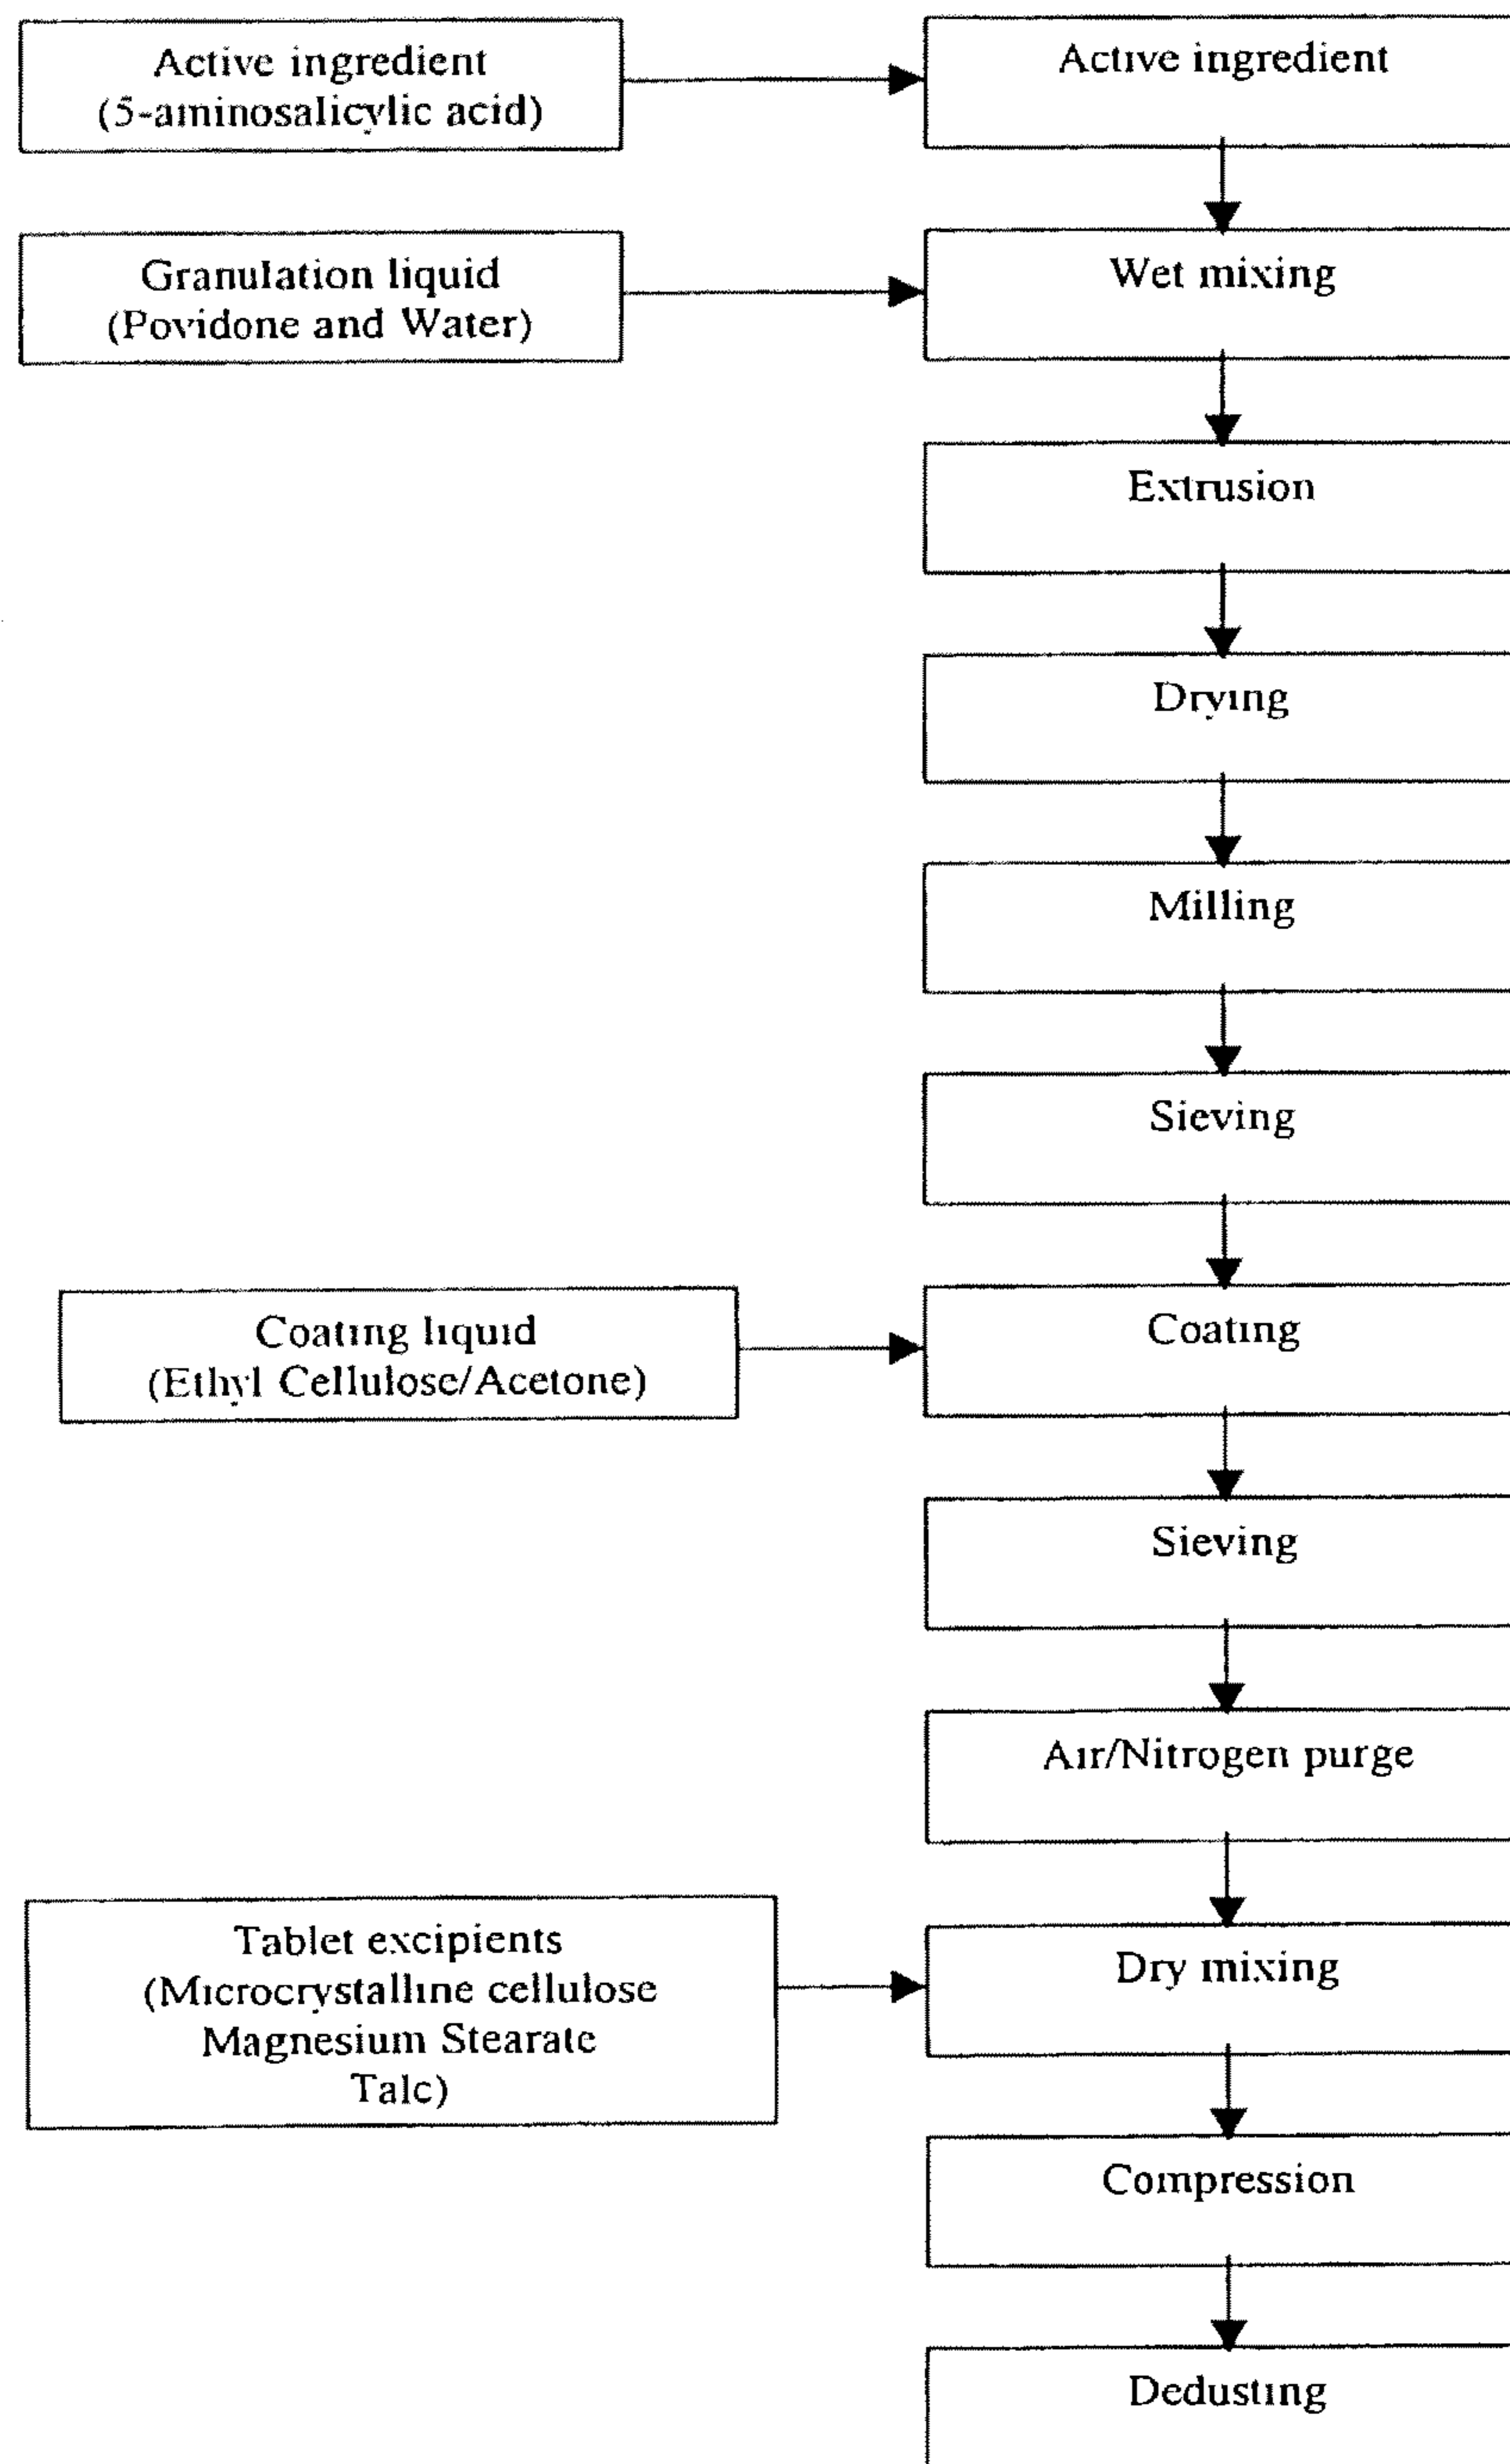 Active ingredient
(5-aminosalicylic acid)
Active ingredient
Granulation liquid
(Povidone and Water)
Wet mixing
Extrusion
Drying
Milling
Sieving
Coating liquid
(Ethyl Cellulose/Acetone)
Coating
Sieving
Air/Nitrogen purge
Tablet excipients
(Microcrystalline cellulose
Magnesium Stearate
Talc)
Dry mixing
Compression
Dedusting